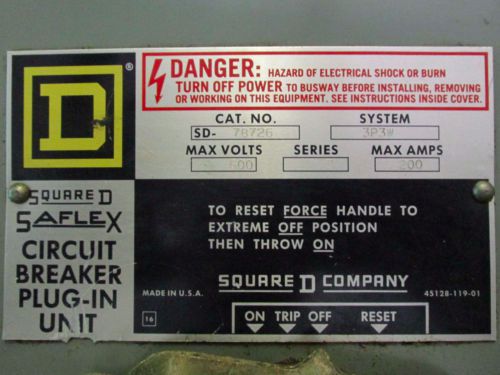 D
®
DANGER: HAZARD OF ELECTRICAL SHOCK OR BURN
TURN OFF POWER TO BUSWAY BEFORE INSTALLING, REMOVING
OR WORKING ON THIS EQUIPMENT. SEE INSTRUCTIONS INSIDE COVER.
CAT. NO. SYSTEM
SD- 78726 3P3W
MAX VOLTS SERIES MAX AMPS
600 200
SQUARE D
SAFLEX
CIRCUIT
BREAKER
PLUG-IN
UNIT
TO RESET FORCE HANDLE TO
EXTREME OFF POSITION
THEN THROW ON
MADE IN U.S.A. SQUARE D COMPANY 45128-119-01
16 ON TRIP OFF RESET